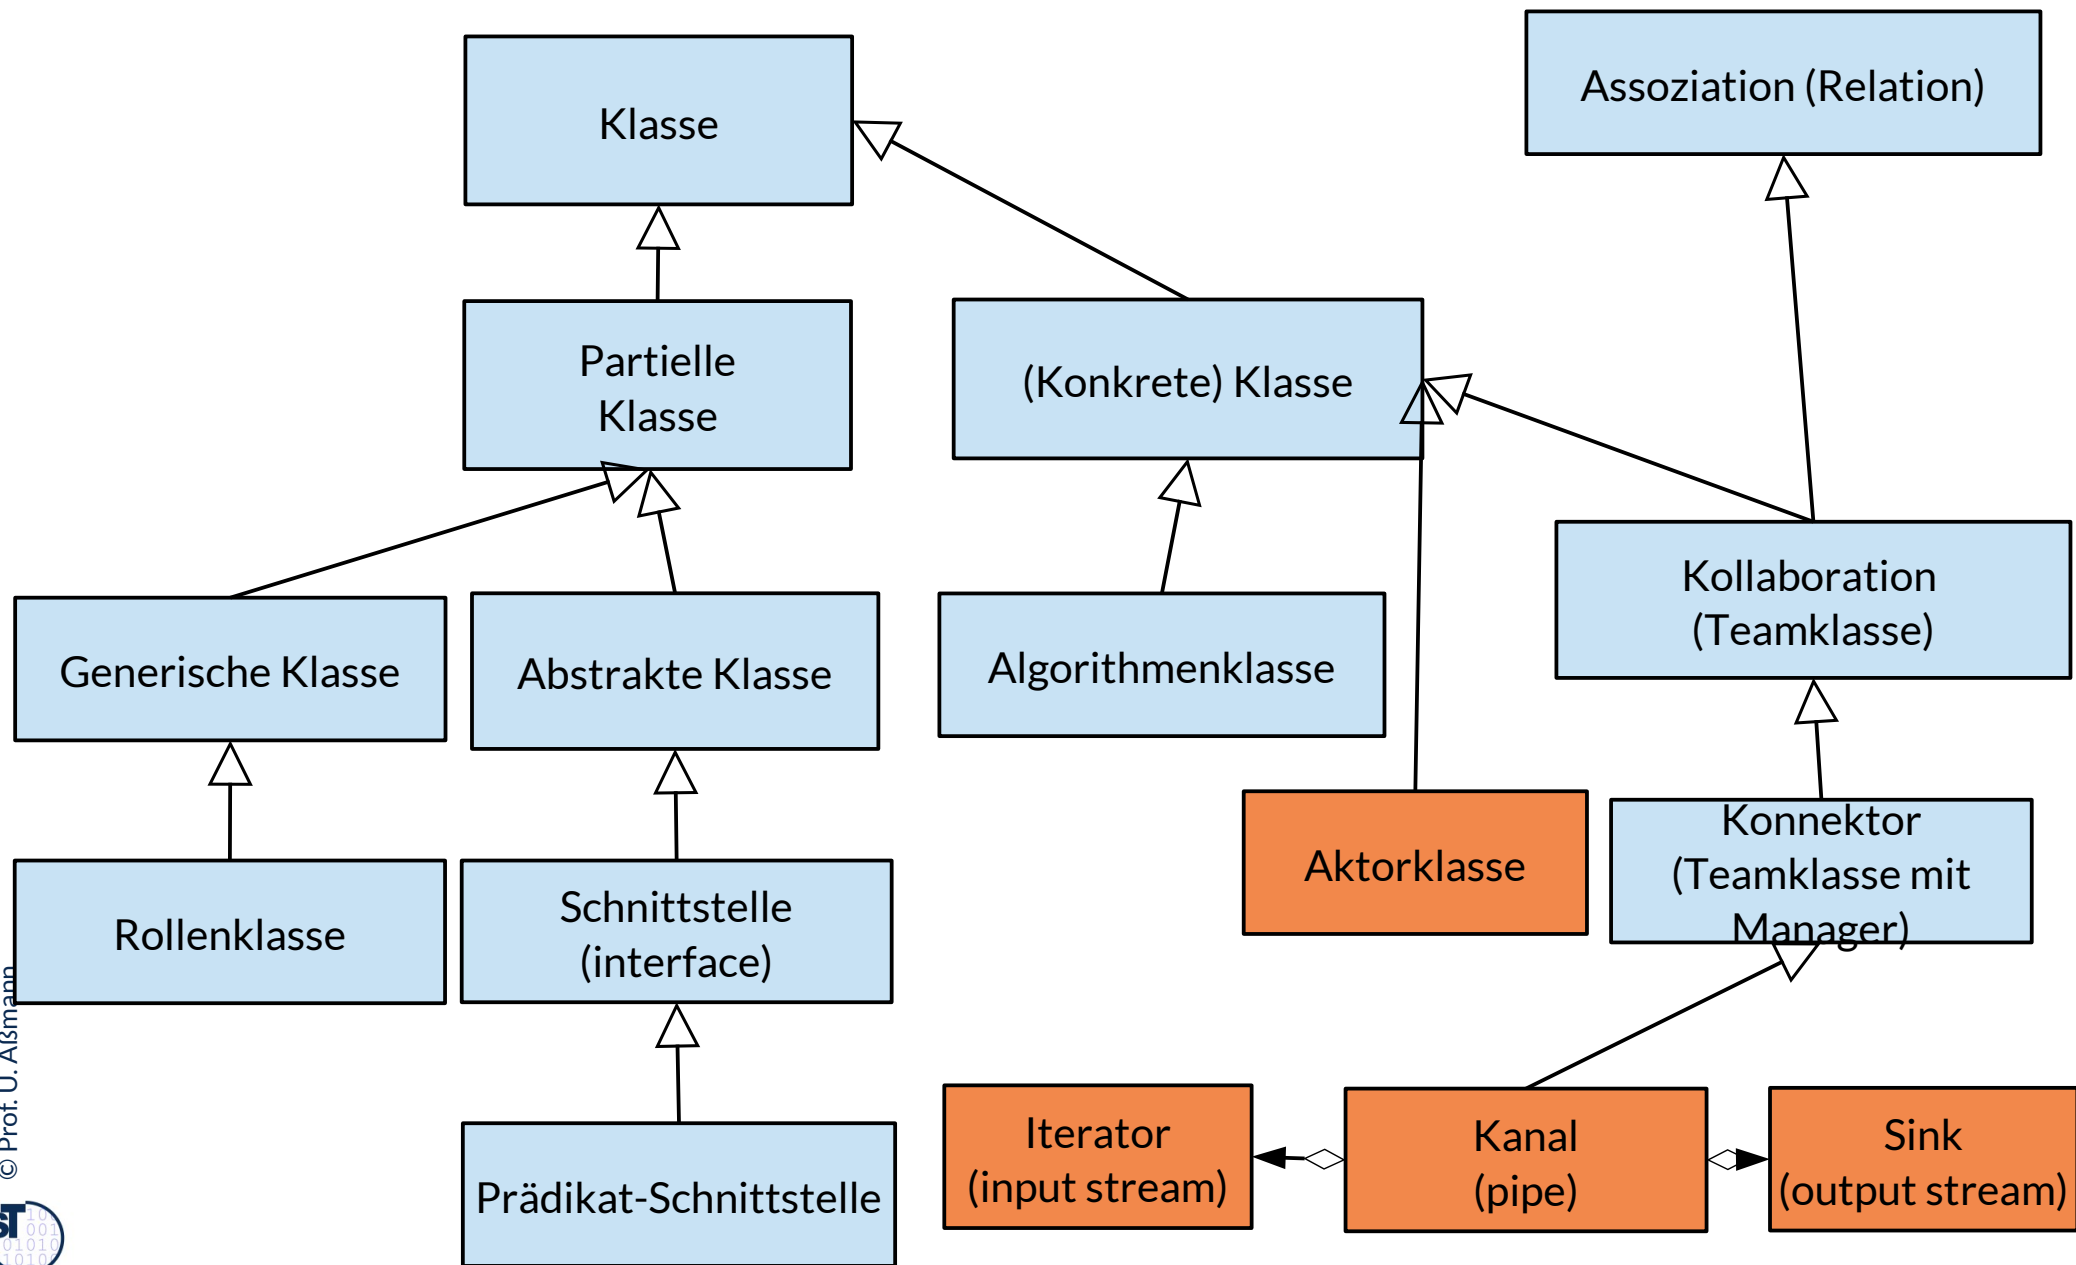 Klasse
Assoziation (Relation)
Partielle
Klasse
(Konkrete) Klasse
Kollaboration
(Teamklasse)
Generische Klasse
Abstrakte Klasse
Algorithmenklasse
Aktorklasse
Konnektor
(Teamklasse mit
Manager)
Rollenklasse
Schnittstelle
(interface)
Prädikat-Schnittstelle
Iterator
(input stream)
Kanal
(pipe)
Sink
(output stream)
© Prof. U. Aßmann